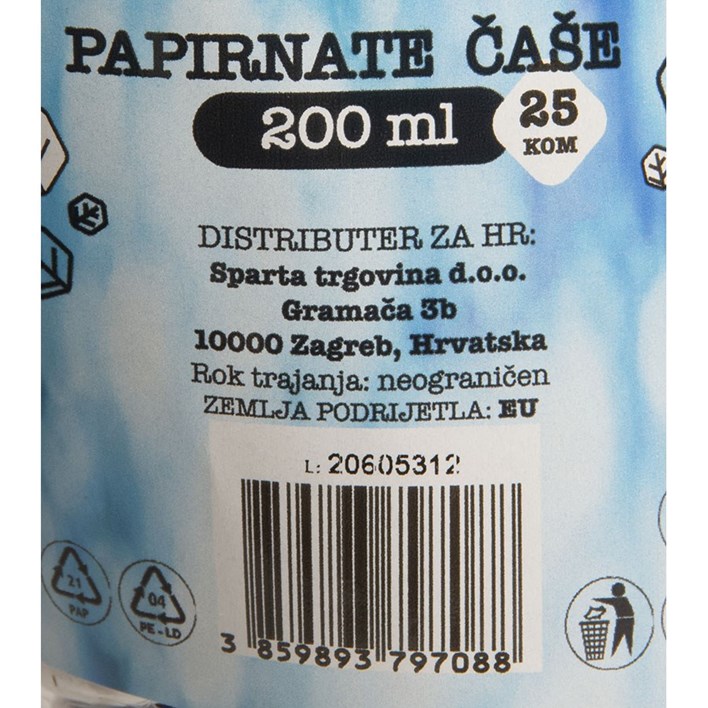 PAPIRNATE ČAŠE
200 ml
25
KOM
DISTRIBUTER ZA HR:
Sparta trgovina d.o.o.
Gramača 3b
10000 Zagreb, Hrvatska
Rok trajanja: neograničen
ZEMLJA PODRIJETLA: EU
L: 20605312
21
PAP
04
PE-LD
3 859893 797088